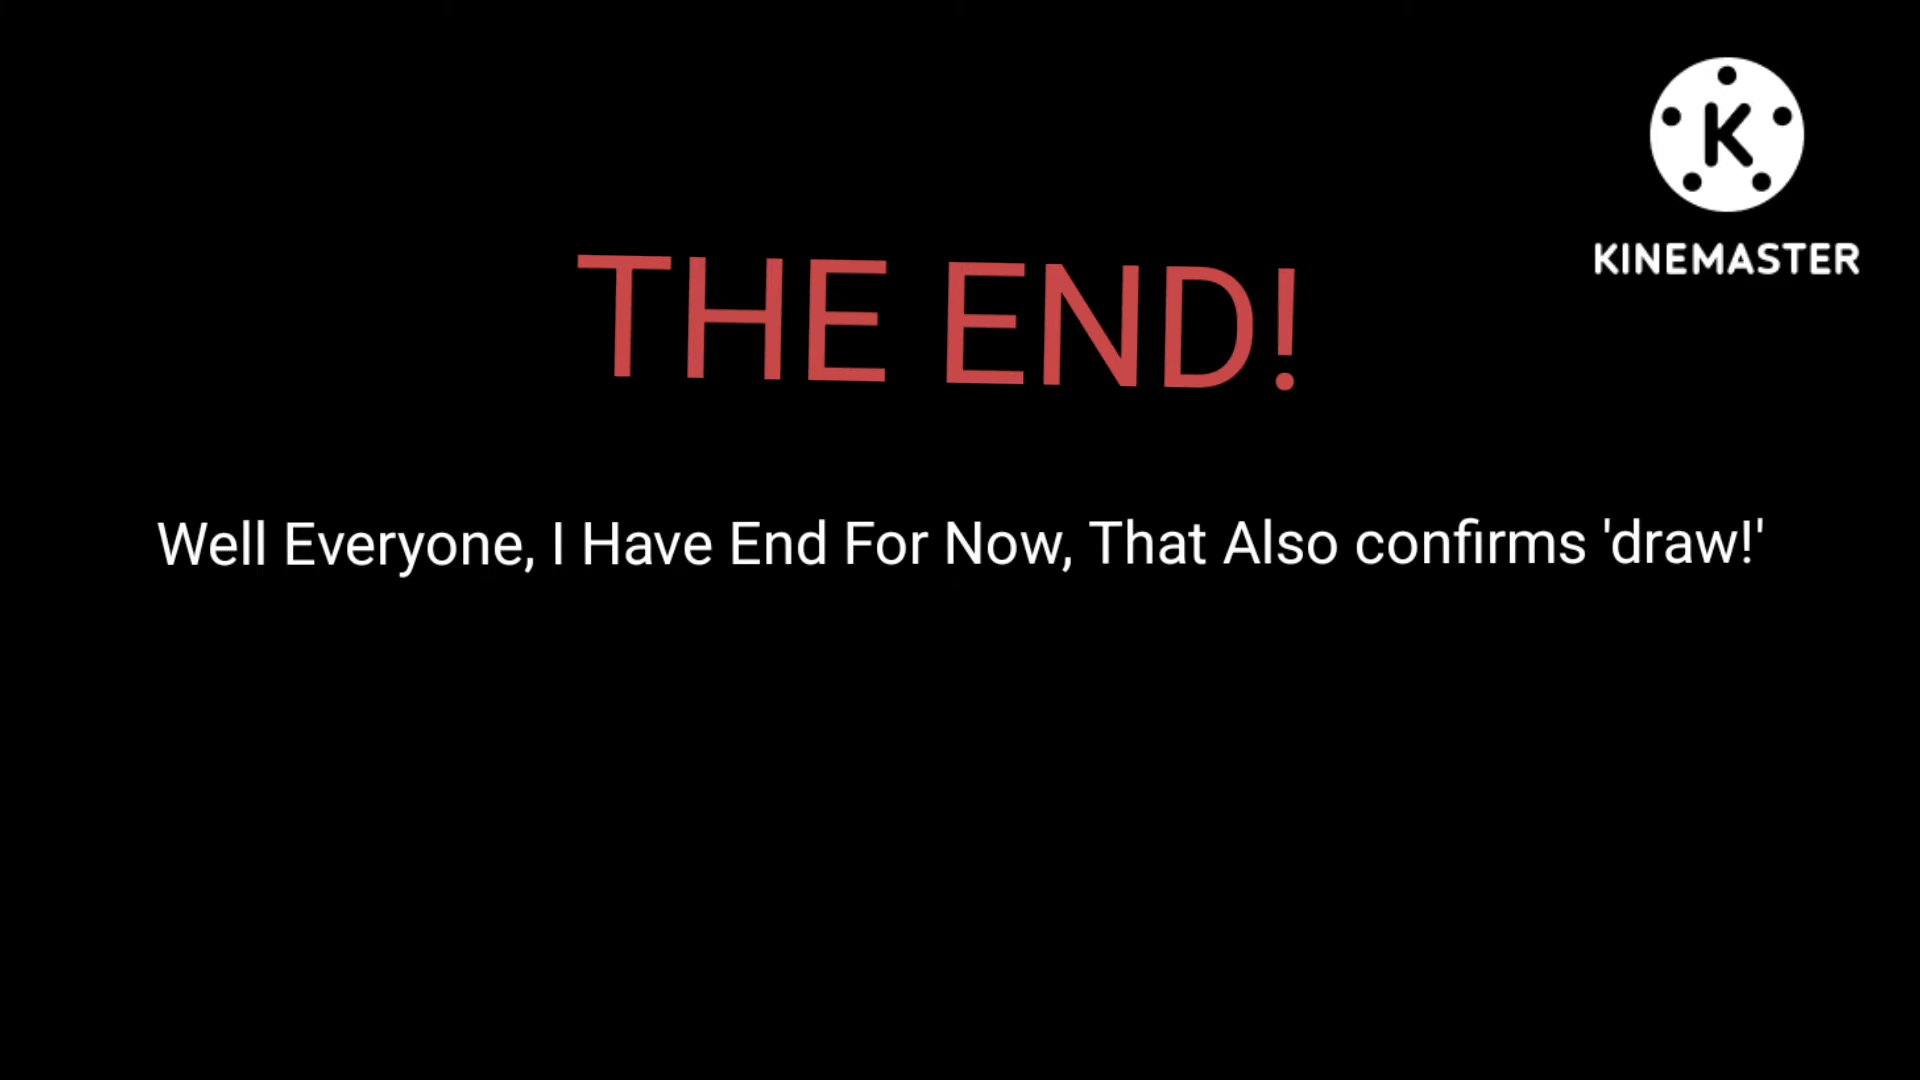 K
KINEMASTER
THE END!
Well Everyone, I Have End For Now, That Also confirms 'draw!'